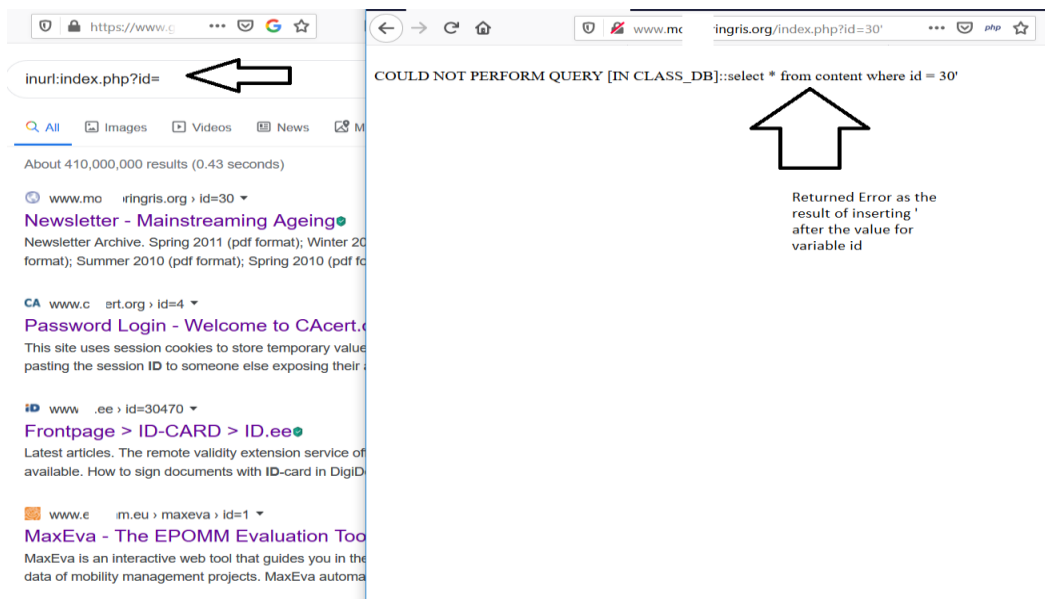 https://www.g
inurl:index.php?id=
All Images Videos News M
About 410,000,000 results (0.43 seconds)
www.mo ringris.org › id=30
Newsletter - Mainstreaming Ageing
Newsletter Archive. Spring 2011 (pdf format); Winter 20
format); Summer 2010 (pdf format); Spring 2010 (pdf fo
CA www.c ert.org › id=4
Password Login - Welcome to CAcert.o
This site uses session cookies to store temporary value
pasting the session ID to someone else exposing their
iD www .ee › id=30470
Frontpage > ID-CARD > ID.ee
Latest articles. The remote validity extension service of
available. How to sign documents with ID-card in DigiD
www.e m.eu › maxeva › id=1
MaxEva - The EPOMM Evaluation Too
MaxEva is an interactive web tool that guides you in the
data of mobility management projects. MaxEva automa
www.mo ingris.org/index.php?id=30' php
COULD NOT PERFORM QUERY [IN CLASS_DB]::select * from content where id = 30'
Returned Error as the
result of inserting '
after the value for
variable id